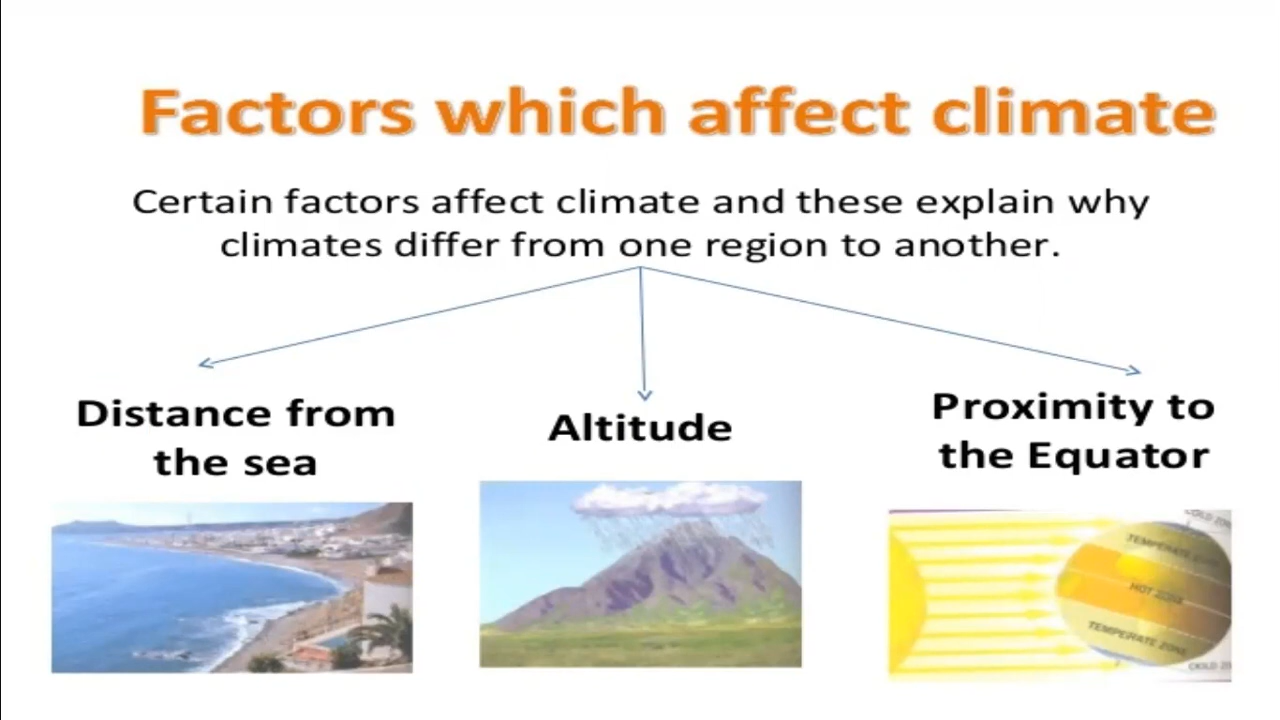 Factors which affect climate
Certain factors affect climate and these explain why
climates differ from one region to another.
Distance from
the sea
Altitude
Proximity to
the Equator
TEMPERATE
HOT ZONE
TEMPERATE ZONE